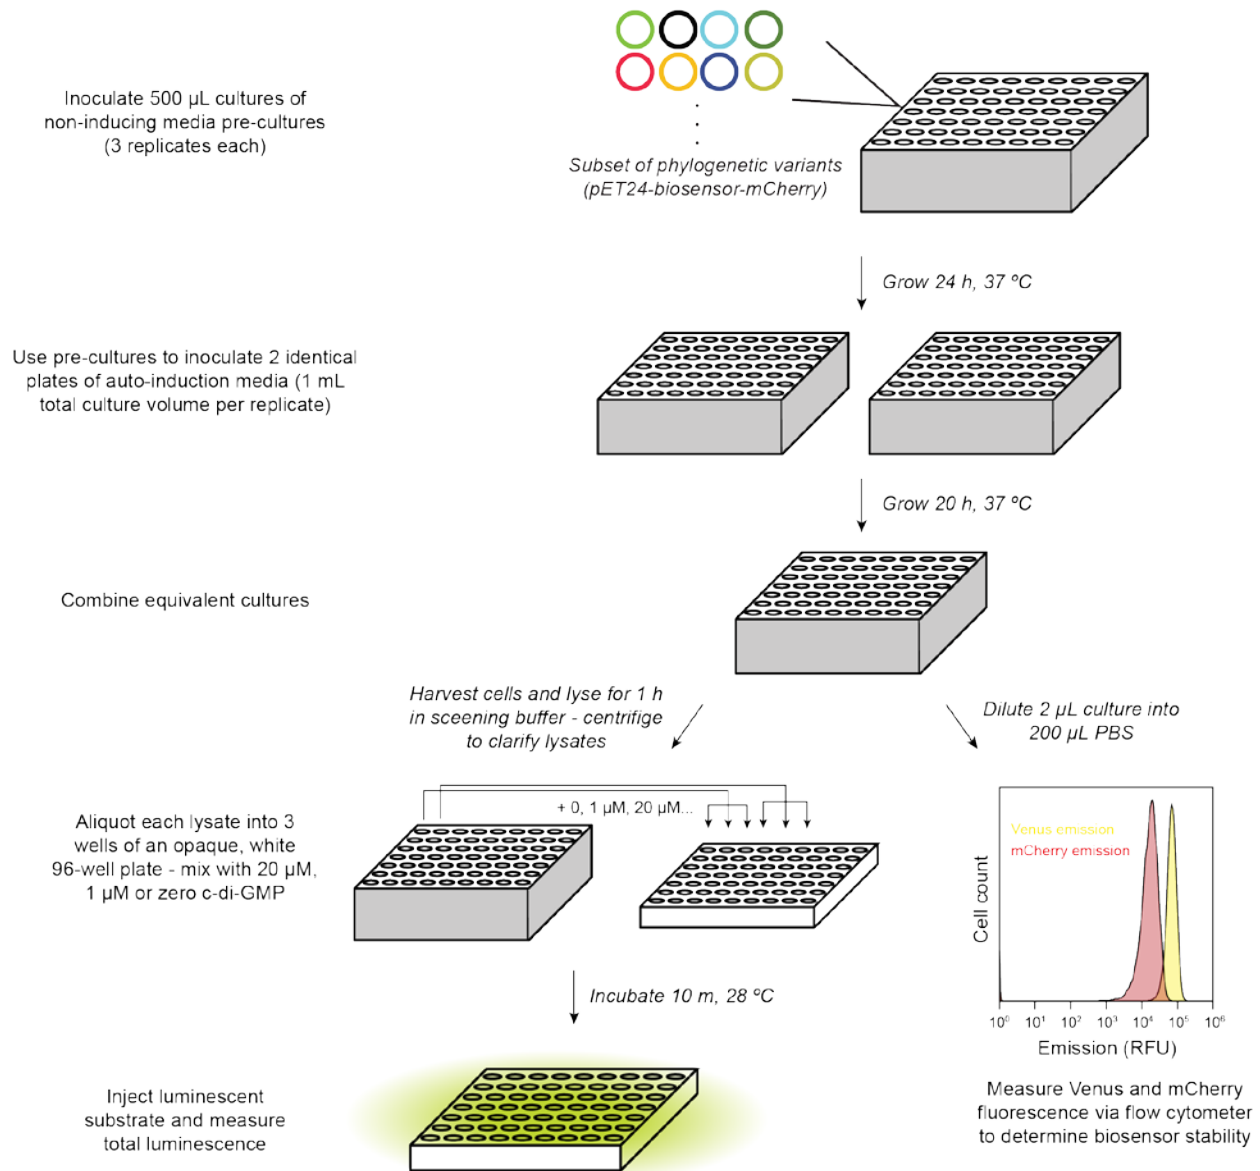 Inoculate 500 µL cultures of
non-inducing media pre-cultures
(3 replicates each)
Subset of phylogenetic variants
(pET24-biosensor-mCherry)
Grow 24 h, 37 ºC
Use pre-cultures to inoculate 2 identical
plates of auto-induction media (1 mL
total culture volume per replicate)
Grow 20 h, 37 ºC
Combine equivalent cultures
Harvest cells and lyse for 1 h
in sceening buffer - centrifige
to clarify lysates
Dilute 2 µL culture into
200 µL PBS
Aliquot each lysate into 3
wells of an opaque, white
96-well plate - mix with 20 µM,
1 µM or zero c-di-GMP
+ 0, 1 µM, 20 µM...
Venus emission
mCherry emission
Cell count
10⁰ 10¹ 10² 10³ 10⁴ 10⁵ 10⁶
Emission (RFU)
Incubate 10 m, 28 ºC
Inject luminescent
substrate and measure
total luminescence
Measure Venus and mCherry
fluorescence via flow cytometer
to determine biosensor stability